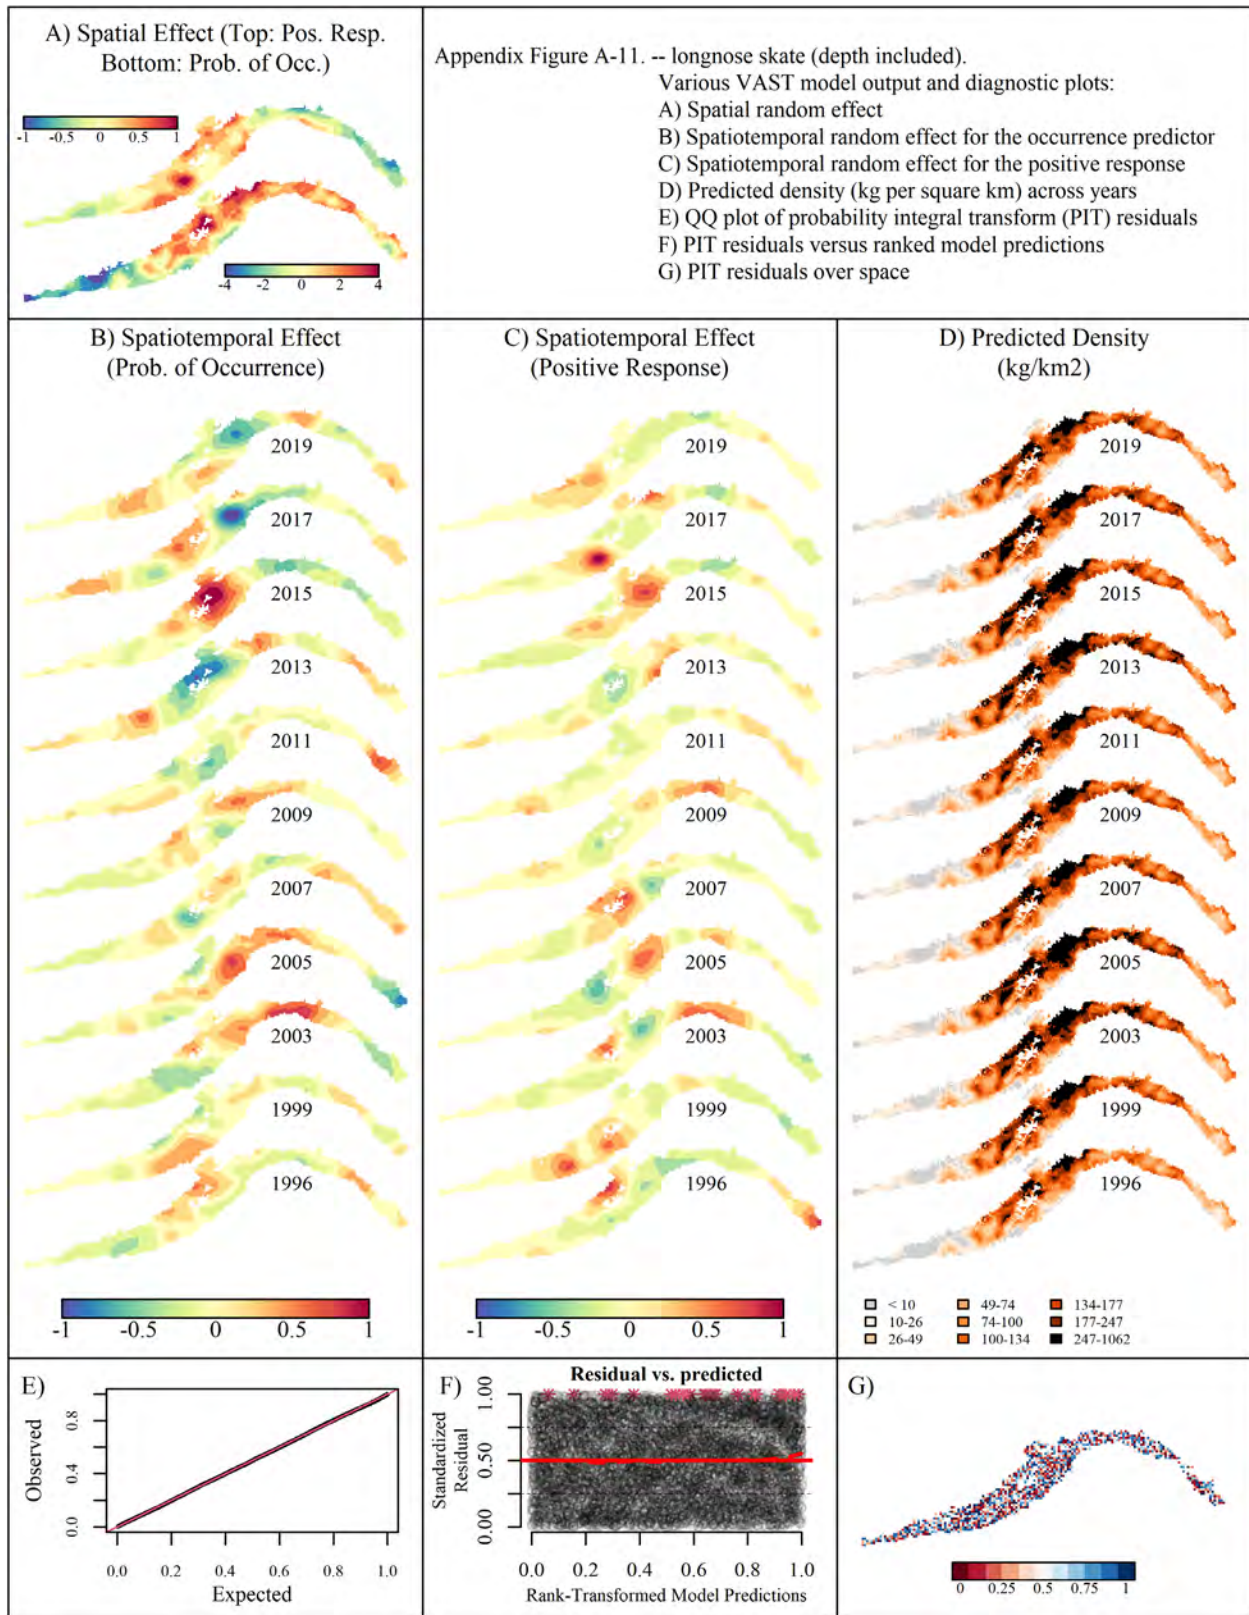 A) Spatial Effect (Top: Pos. Resp.
Bottom: Prob. of Occ.)
-1 -0.5 0 0.5 1
-4 -2 0 2 4
Appendix Figure A-11. -- longnose skate (depth included).
Various VAST model output and diagnostic plots:
A) Spatial random effect
B) Spatiotemporal random effect for the occurrence predictor
C) Spatiotemporal random effect for the positive response
D) Predicted density (kg per square km) across years
E) QQ plot of probability integral transform (PIT) residuals
F) PIT residuals versus ranked model predictions
G) PIT residuals over space
B) Spatiotemporal Effect
(Prob. of Occurrence)
2019
2017
2015
2013
2011
2009
2007
2005
2003
1999
1996
-1 -0.5 0 0.5 1
C) Spatiotemporal Effect
(Positive Response)
2019
2017
2015
2013
2011
2009
2007
2005
2003
1999
1996
-1 -0.5 0 0.5 1
D) Predicted Density
(kg/km2)
2019
2017
2015
2013
2011
2009
2007
2005
2003
1999
1996
< 10 49-74 134-177
10-26 74-100 177-247
26-49 100-134 247-1062
E)
Observed
0.0 0.4 0.8
0.0 0.2 0.4 0.6 0.8 1.0
Expected
F)
Residual vs. predicted
Standardized
Residual
0.00 0.50 1.00
0.0 0.2 0.4 0.6 0.8 1.0
Rank-Transformed Model Predictions
G)
0 0.25 0.5 0.75 1